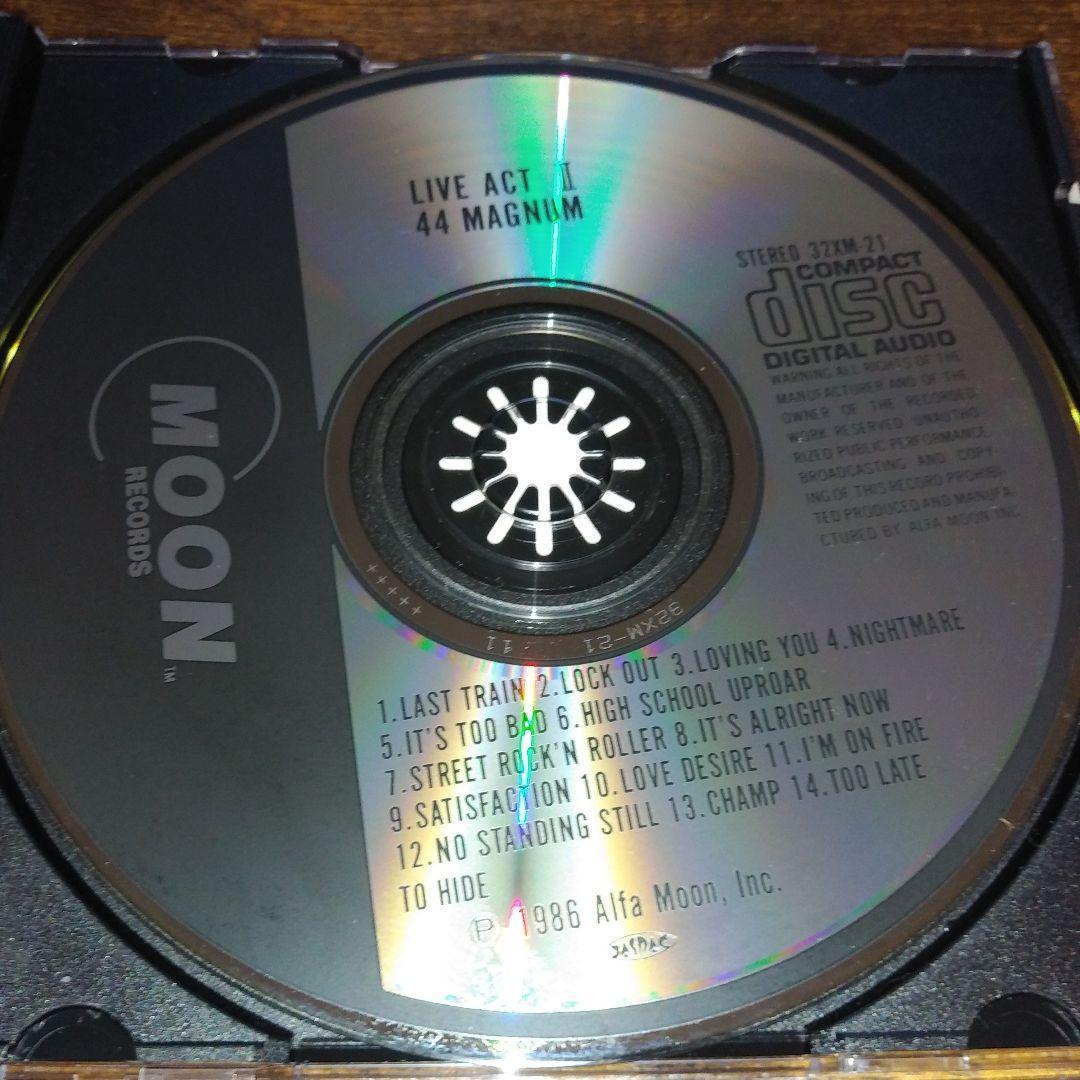 LIVE ACT II
44 MAGNUM
STEREO 32XM-21
COMPACT
disc
DIGITAL AUDIO
WARNING ALL RIGHTS OF THE
MANUFACTURER AND OF THE
OWNER OF THE RECORDED
WORK RESERVED UNAUTHO-
RIZED PUBLIC PERFORMANCE
BROADCASTING AND COPY-
ING OF THIS RECORD PROHIBI-
TED PRODUCED AND MANUFA-
CTURED BY ALFA MOON INC
MOON
RECORDS
TM
++++
32XM-21 11
1.LAST TRAIN 2.LOCK OUT 3.LOVING YOU 4.NIGHTMARE
5.IT'S TOO BAD 6.HIGH SCHOOL UPROAR
7.STREET ROCK'N ROLLER 8.IT'S ALRIGHT NOW
9.SATISFACTION 10.LOVE DESIRE 11.I'M ON FIRE
12.NO STANDING STILL 13.CHAMP 14.TOO LATE
TO HIDE
℗ 1986 Alfa Moon, Inc.
JASRAC